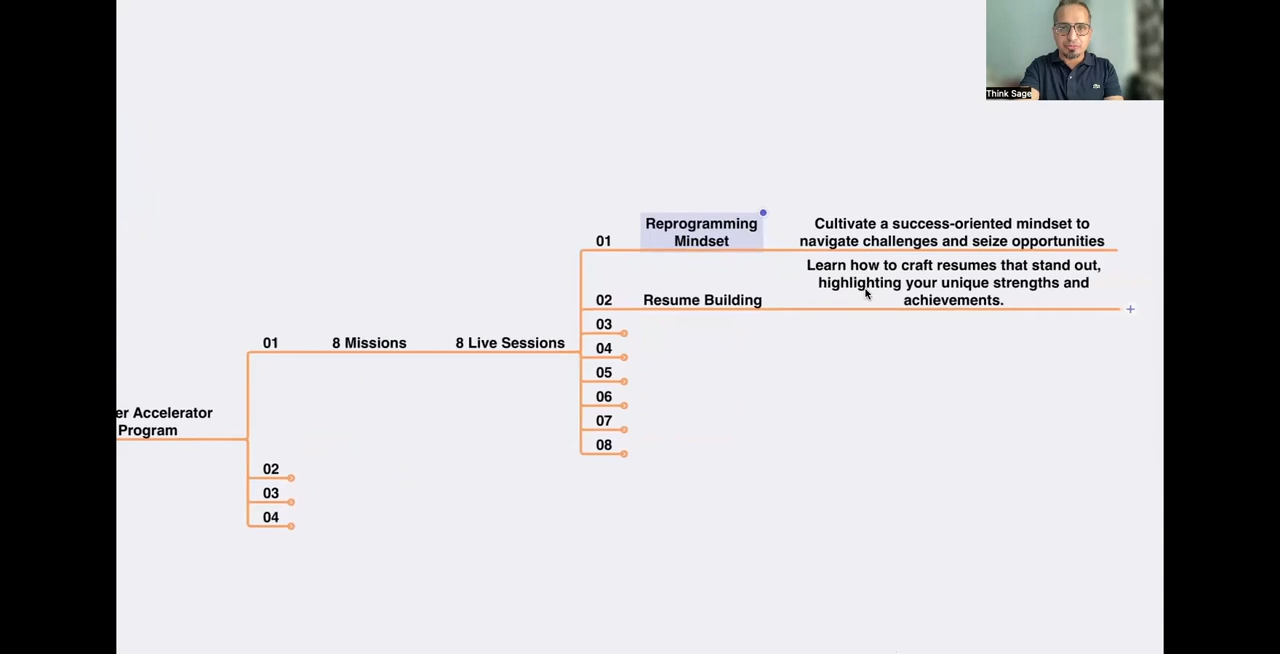 Think Sage
Reprogramming
Mindset
01
Cultivate a success-oriented mindset to
navigate challenges and seize opportunities
Learn how to craft resumes that stand out,
highlighting your unique strengths and
achievements.
02
Resume Building
03
04
05
06
07
08
01
8 Missions
8 Live Sessions
er Accelerator
Program
02
03
04